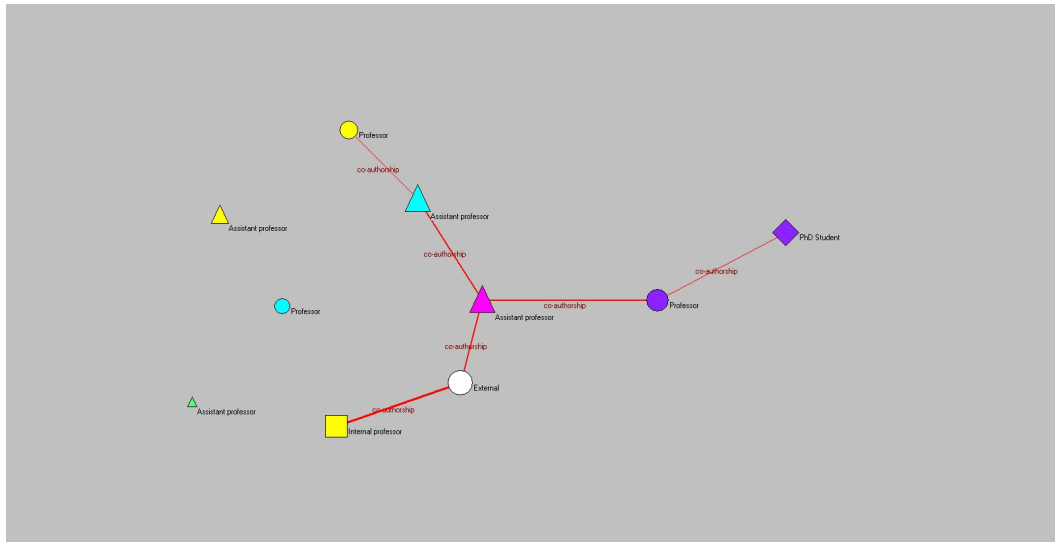 Professor
co-authorship
Assistant professor
Assistant professor
PhD Student
co-authorship
co-authorship
Professor
co-authorship
Professor
Assistant professor
co-authorship
External
co-authorship
Assistant professor
Internal professor